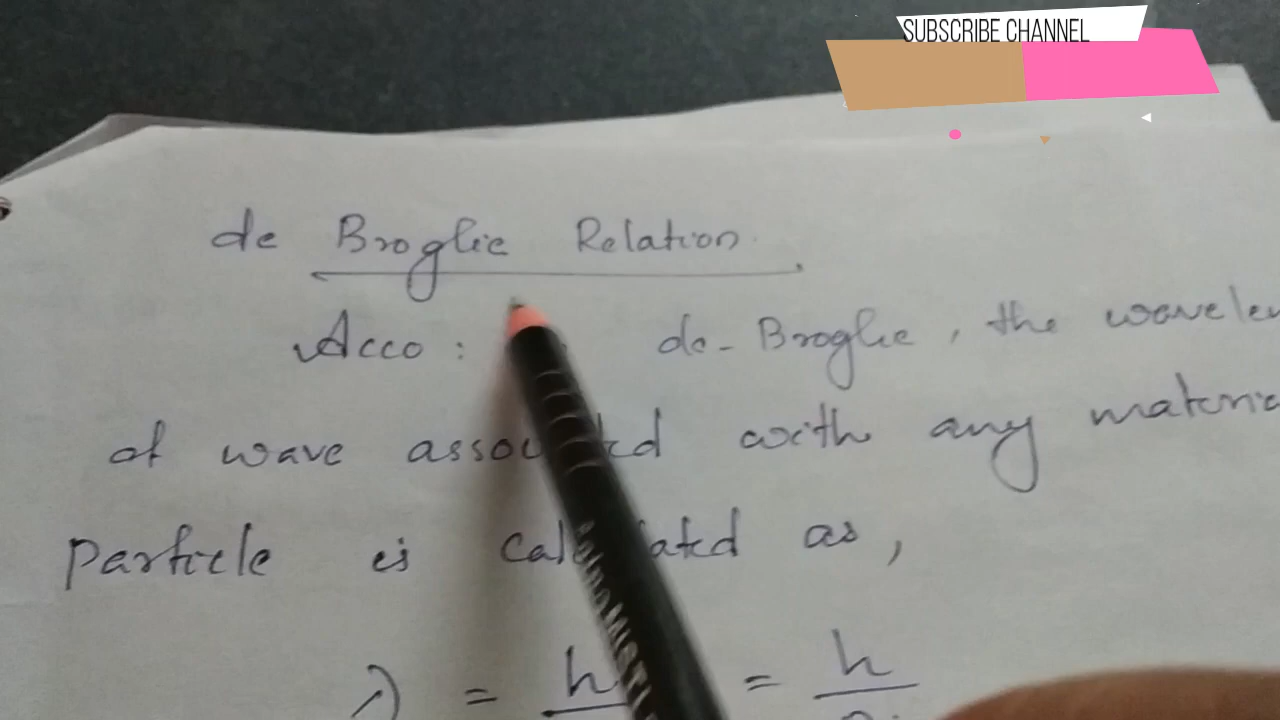 SUBSCRIBE CHANNEL
de Broglie Relation.
Acco : de-Broglie, the
of wave with any
particle is as,
λ = h = h